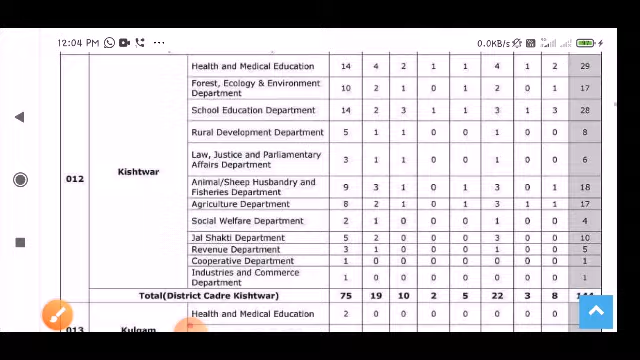 12:04 PM ... 0.0KB/s 97
Health and Medical Education 14 4 2 1 1 4 1 2 29
Forest, Ecology & Environment
Department 10 2 1 0 1 2 0 1 17
School Education Department 14 2 3 1 1 3 1 3 28
Rural Development Department 5 1 1 0 0 1 0 0 8
Law, Justice and Parliamentary
Affairs Department 3 1 1 0 0 1 0 0 6
012 Kishtwar
Animal/Sheep Husbandry and
Fisheries Department 9 3 1 0 1 3 0 1 18
Agriculture Department 8 2 1 0 1 3 1 1 17
Social Welfare Department 2 1 0 0 0 1 0 0 4
Jal Shakti Department 5 2 0 0 0 3 0 0 10
Revenue Department 3 1 0 0 0 1 0 0 5
Cooperative Department 1 0 0 0 0 0 0 0 1
Industries and Commerce
Department 1 0 0 0 0 0 0 0 1
Total(District Cadre Kishtwar) 75 19 10 2 5 22 3 8
Health and Medical Education 2 0 0 0 0 0 0 0
013 Kulgam